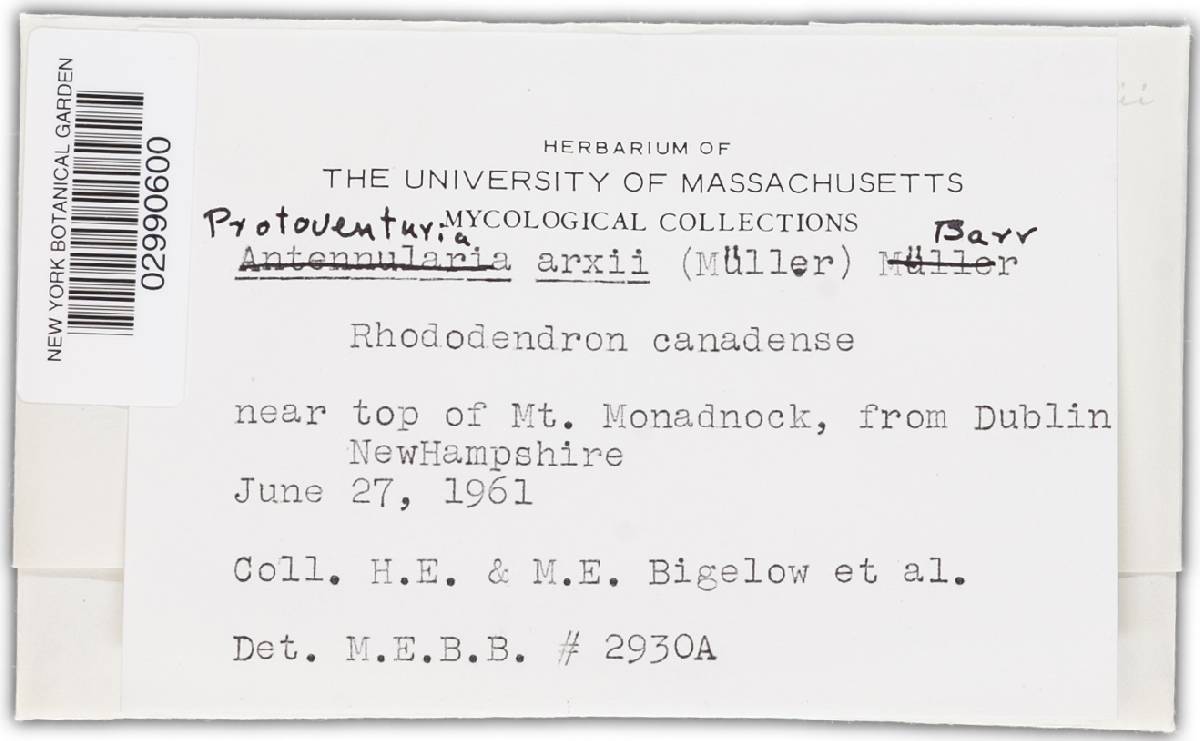 NEW YORK BOTANICAL GARDEN
02990600
HERBARIUM OF
THE UNIVERSITY OF MASSACHUSETTS
MYCOLOGICAL COLLECTIONS
Protoventuria Barr
Antennularia arxii (Müller) Müller
Rhododendron canadense
near top of Mt. Monadnock, from Dublin
NewHampshire
June 27, 1961
Coll. H.E. & M.E. Bigelow et al.
Det. M.E.B.B. # 2930A